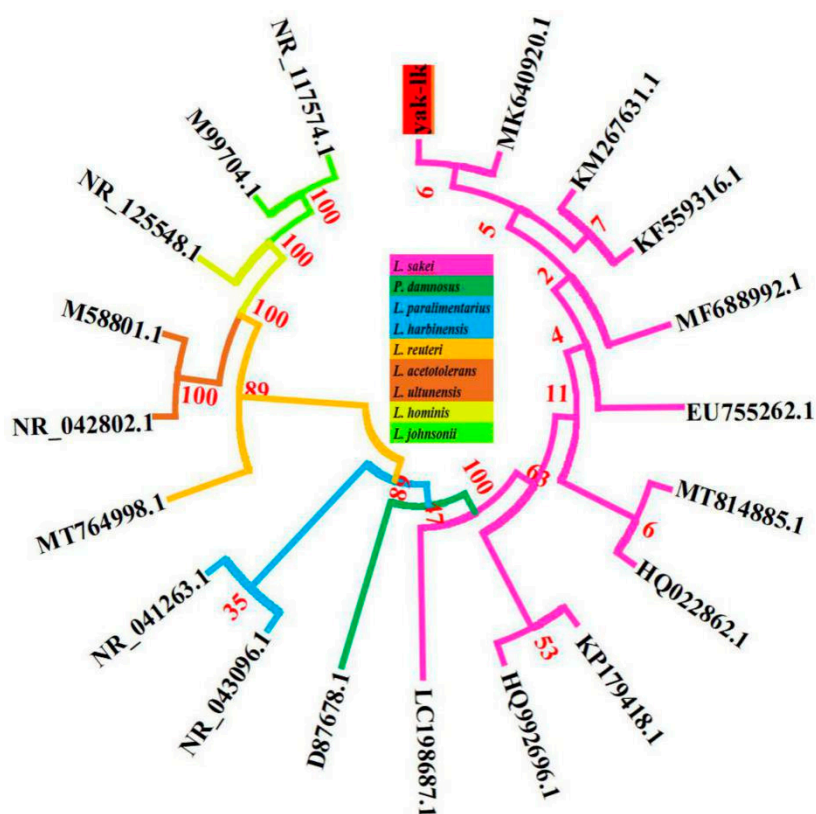 yak-lk
MK640920.1
KM267631.1
KF559316.1
MF688992.1
EU755262.1
MT814885.1
HQ022862.1
KP179418.1
HQ992696.1
LC198687.1
D87678.1
NR_043096.1
NR_041263.1
MT764998.1
NR_042802.1
M58801.1
NR_125548.1
M99704.1
NR_117574.1
6
5
7
2
4
11
6
63
53
100
47
89
35
89
100
100
100
100
L. sakei
P. damnosus
L. paralimentarius
L. harbinensis
L. reuteri
L. acetotolerans
L. ultunensis
L. hominis
L. johnsonii